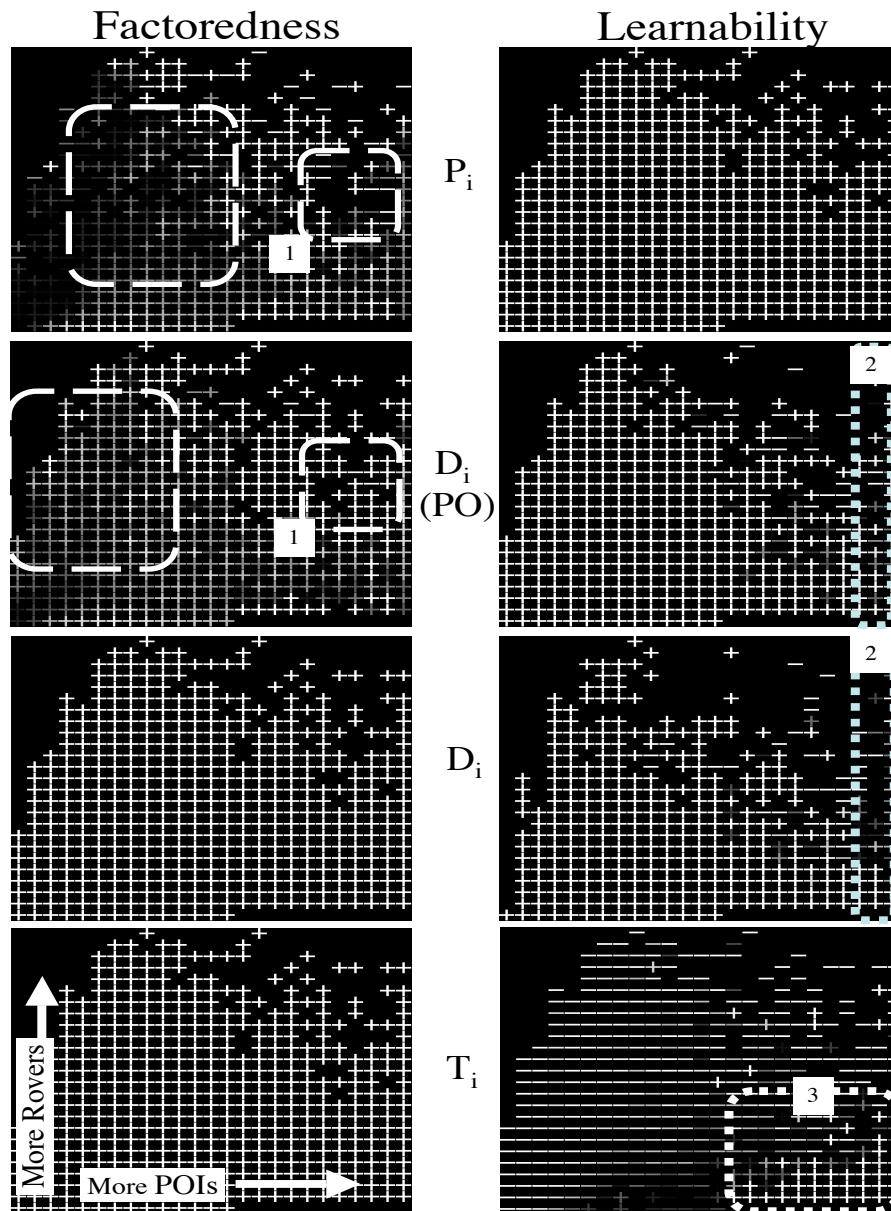 Factoredness
Learnability
Pᵢ
1
Dᵢ
(PO)
1
2
Dᵢ
2
Tᵢ
More Rovers
More POIs
3